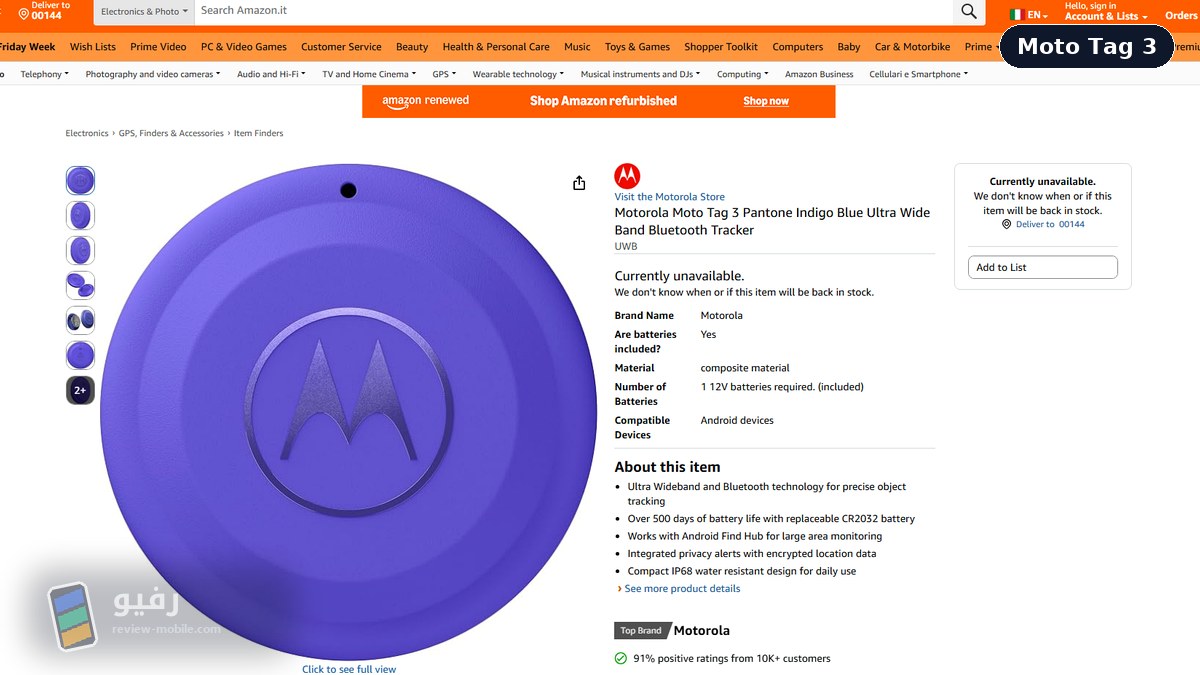 Deliver to
00144
Electronics & Photo
Search Amazon.it
EN
Hello, sign in
Account & Lists
Orders
Friday Week
Wish Lists
Prime Video
PC & Video Games
Customer Service
Beauty
Health & Personal Care
Music
Toys & Games
Shopper Toolkit
Computers
Baby
Car & Motorbike
Prime
Moto Tag 3
Telephony
Photography and video cameras
Audio and Hi-Fi
TV and Home Cinema
GPS
Wearable technology
Musical instruments and DJs
Computing
Amazon Business
Cellulari e Smartphone
amazon renewed
Shop Amazon refurbished
Shop now
Electronics › GPS, Finders & Accessories › Item Finders
2+
Click to see full view
Visit the Motorola Store
Motorola Moto Tag 3 Pantone Indigo Blue Ultra Wide
Band Bluetooth Tracker
UWB
Currently unavailable.
We don't know when or if this item will be back in stock.
Brand Name Motorola
Are batteries included? Yes
Material composite material
Number of Batteries 1 12V batteries required. (included)
Compatible Devices Android devices
About this item
Ultra Wideband and Bluetooth technology for precise object
tracking
Over 500 days of battery life with replaceable CR2032 battery
Works with Android Find Hub for large area monitoring
Integrated privacy alerts with encrypted location data
Compact IP68 water resistant design for daily use
› See more product details
Top Brand Motorola
91% positive ratings from 10K+ customers
Currently unavailable.
We don't know when or if this
item will be back in stock.
Deliver to 00144
Add to List
رفيو
review-mobile.com